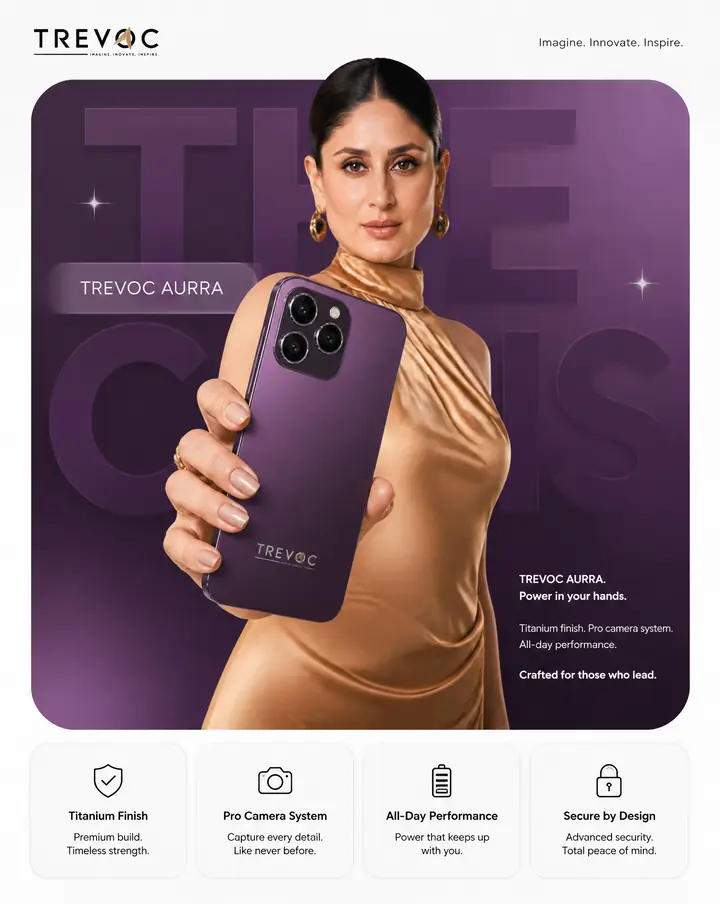 TREVOC
IMAGINE. INOVATE. INSPIRE.
Imagine. Innovate. Inspire.
THE
TREVOC AURRA
TREVOC
TREVOC AURRA.
Power in your hands.
Titanium finish. Pro camera system.
All-day performance.
Crafted for those who lead.
Titanium Finish
Premium build.
Timeless strength.
Pro Camera System
Capture every detail.
Like never before.
All-Day Performance
Power that keeps up
with you.
Secure by Design
Advanced security.
Total peace of mind.